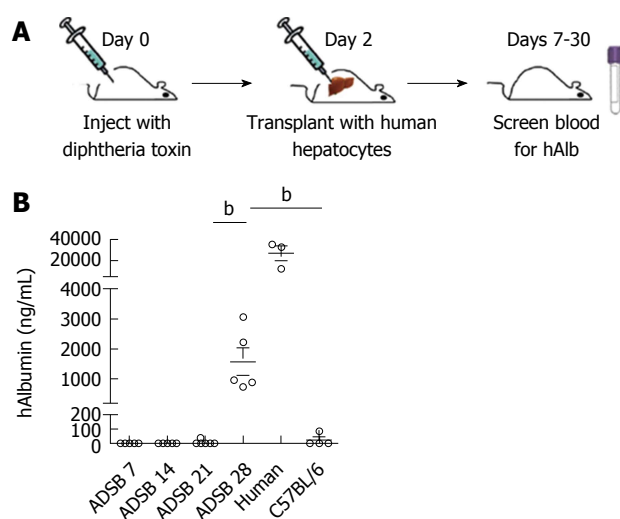 A
Day 0
Day 2
Days 7-30
Inject with
diphtheria toxin
Transplant with human
hepatocytes
Screen blood
for hAlb
B
b
b
hAlbumin (ng/mL)
40000
20000
4000
3000
2000
1000
200
100
0
ADSB 7
ADSB 14
ADSB 21
ADSB 28
Human
C57BL/6